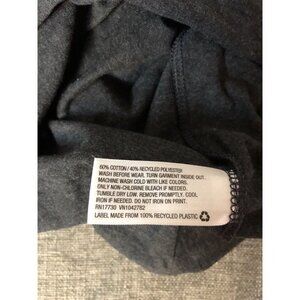 60% COTTON / 40% RECYCLED POLYESTER
WASH BEFORE WEAR. TURN GARMENT INSIDE OUT.
MACHINE WASH COLD WITH LIKE COLORS.
ONLY NON-CHLORINE BLEACH IF NEEDED.
TUMBLE DRY LOW. REMOVE PROMPTLY. COOL
IRON IF NEEDED. DO NOT IRON ON PRINT.
RN17730 VN1042782
LABEL MADE FROM 100% RECYCLED PLASTIC